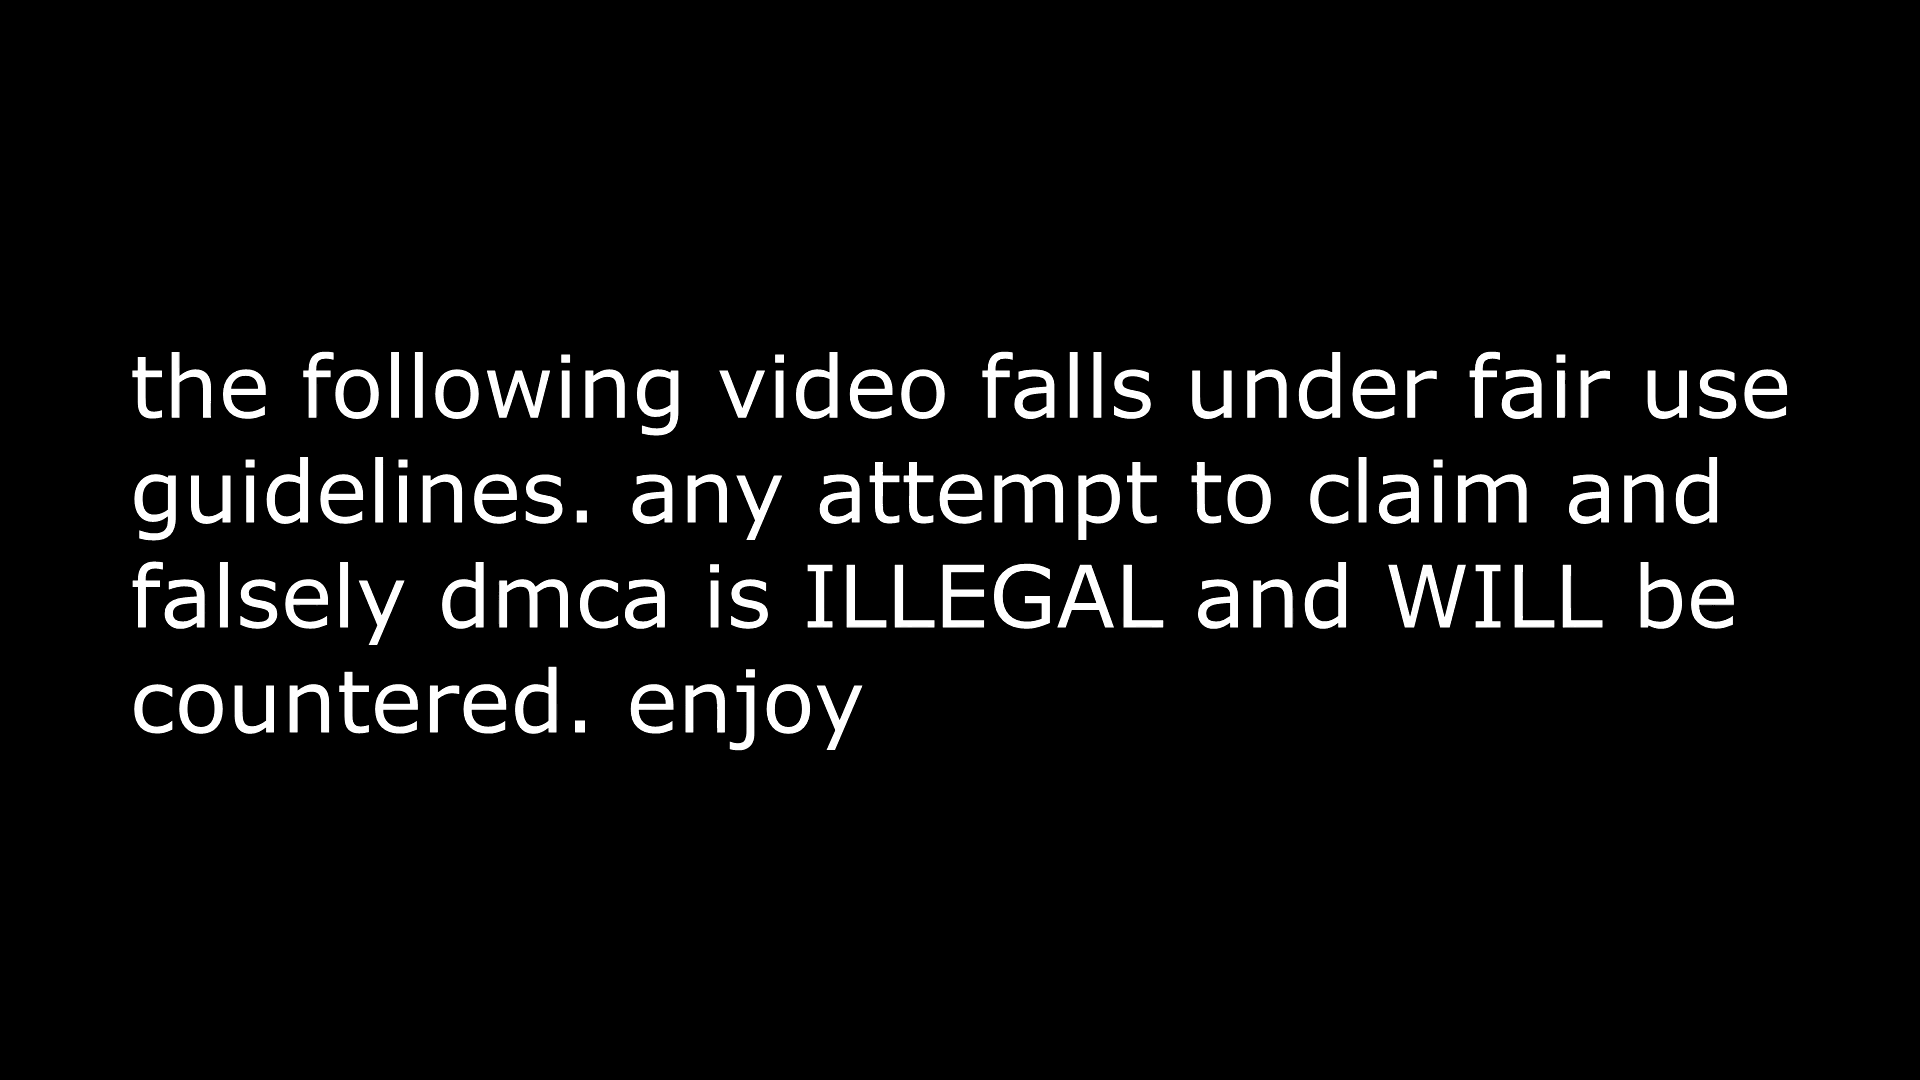 the following video falls under fair use
guidelines. any attempt to claim and
falsely dmca is ILLEGAL and WILL be
countered. enjoy